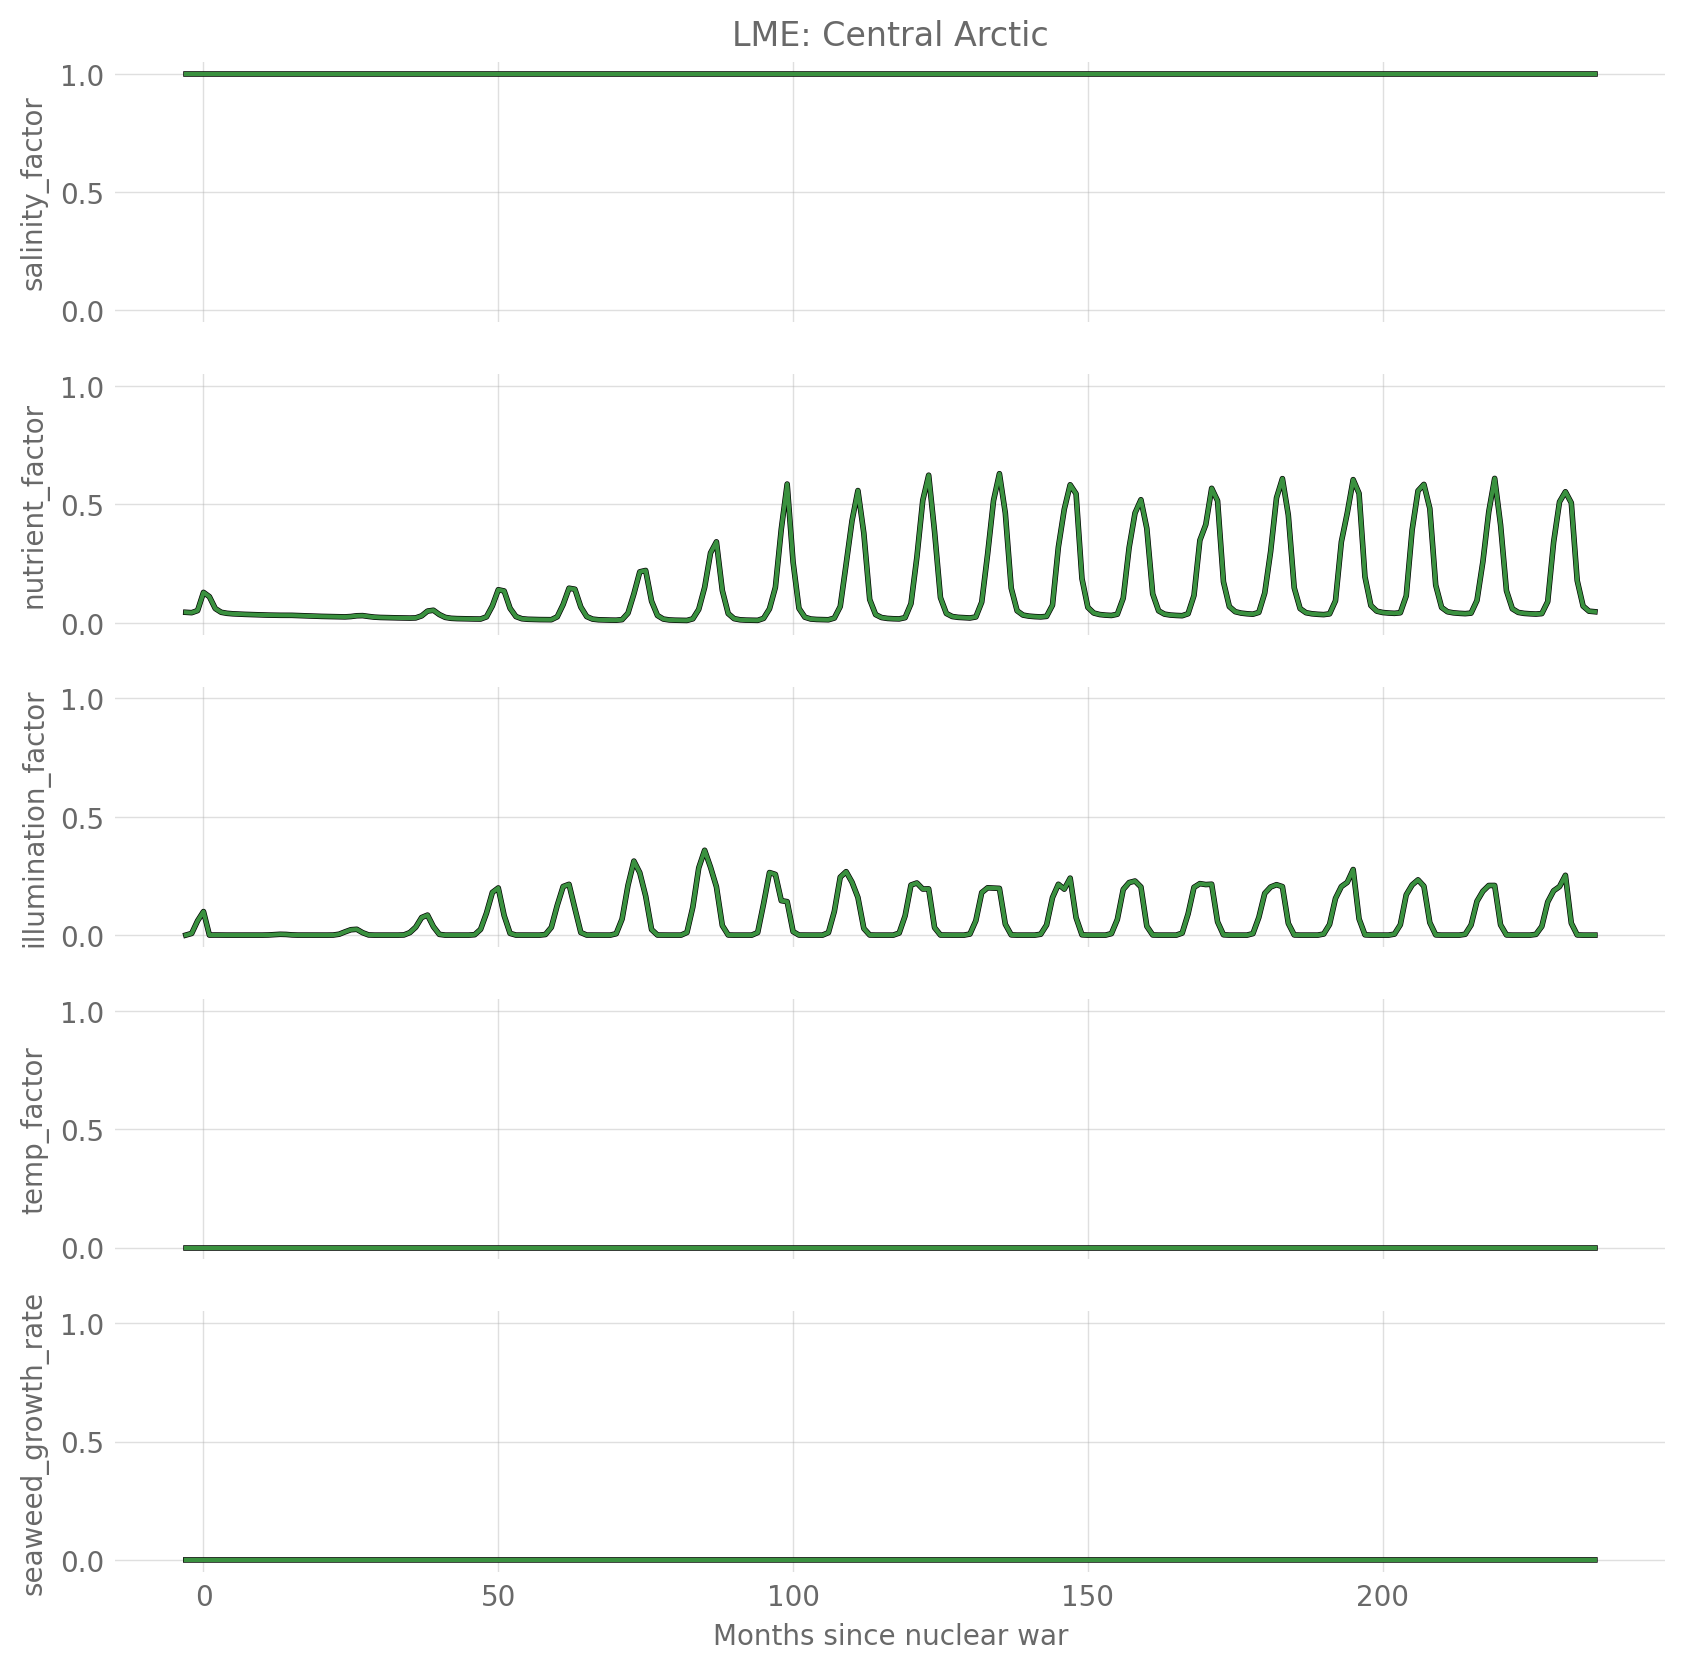 LME: Central Arctic
1.0
0.5
0.0
salinity_factor
1.0
0.5
0.0
nutrient_factor
1.0
0.5
0.0
illumination_factor
1.0
0.5
0.0
temp_factor
1.0
0.5
0.0
seaweed_growth_rate
0 50 100 150 200
Months since nuclear war